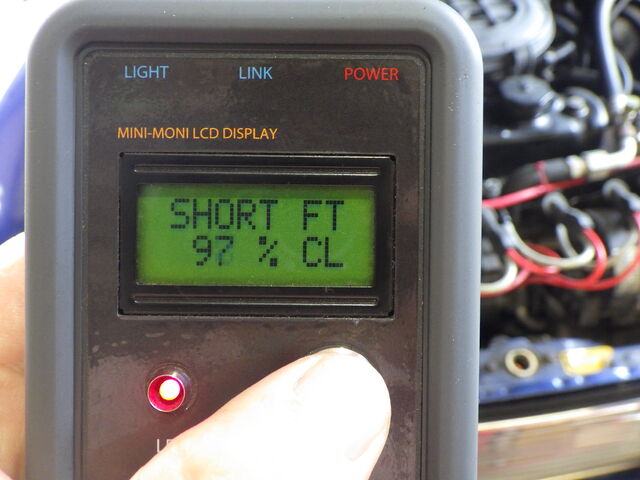 LIGHT LINK POWER
MINI-MONI LCD DISPLAY
SHORT FT
97 % CL